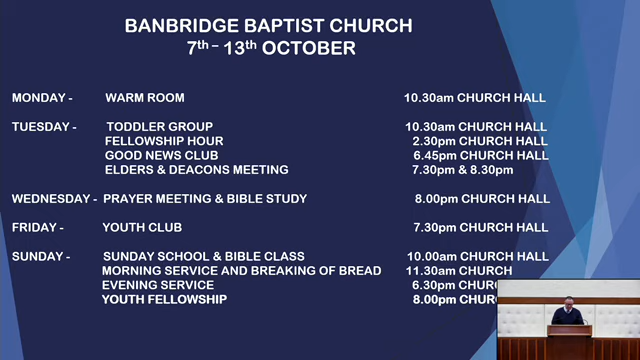 BANBRIDGE BAPTIST CHURCH
7th – 13th OCTOBER
MONDAY - WARM ROOM 10.30am CHURCH HALL
TUESDAY - TODDLER GROUP 10.30am CHURCH HALL
FELLOWSHIP HOUR 2.30pm CHURCH HALL
GOOD NEWS CLUB 6.45pm CHURCH HALL
ELDERS & DEACONS MEETING 7.30pm & 8.30pm
WEDNESDAY - PRAYER MEETING & BIBLE STUDY 8.00pm CHURCH HALL
FRIDAY - YOUTH CLUB 7.30pm CHURCH HALL
SUNDAY - SUNDAY SCHOOL & BIBLE CLASS 10.00am CHURCH HALL
MORNING SERVICE AND BREAKING OF BREAD 11.30am CHURCH
EVENING SERVICE 6.30pm
YOUTH FELLOWSHIP 8.00pm